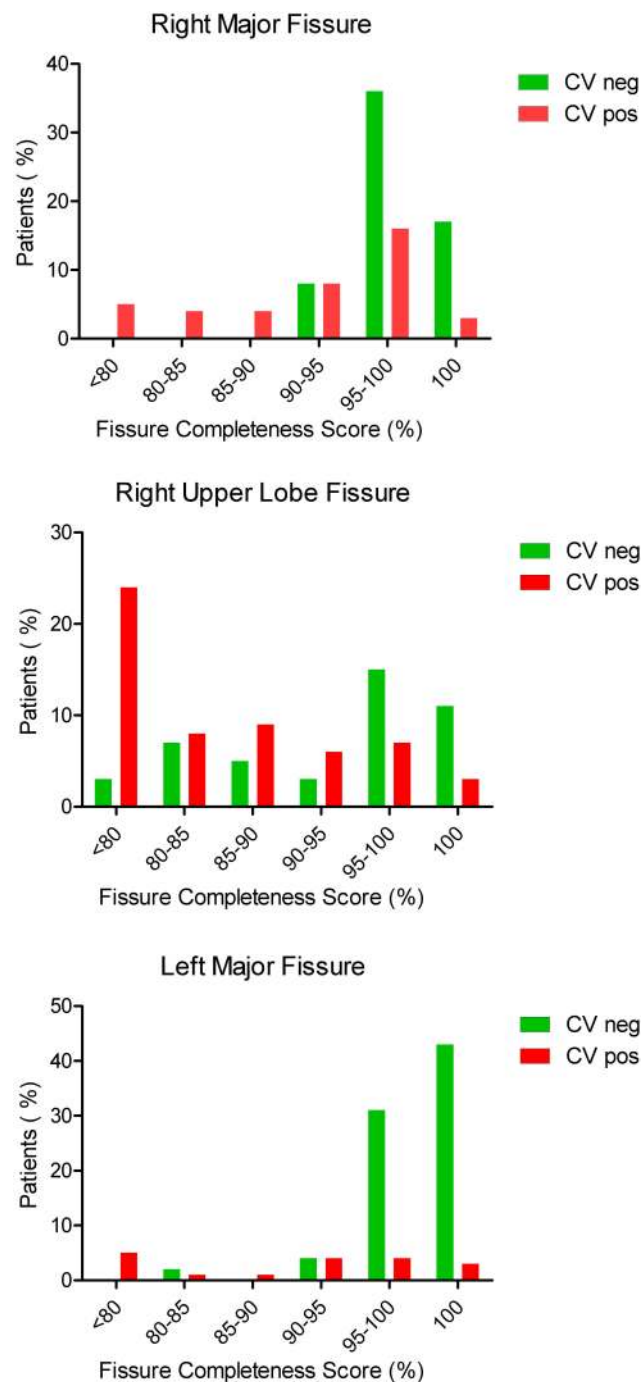 Right Major Fissure
40
30
20
10
0
Patients ( %)
<80
80-85
85-90
90-95
95-100
100
Fissure Completeness Score (%)
CV neg
CV pos
Right Upper Lobe Fissure
30
20
10
0
Patients ( %)
<80
80-85
85-90
90-95
95-100
100
Fissure Completeness Score (%)
CV neg
CV pos
Left Major Fissure
50
40
30
20
10
0
Patients ( %)
<80
80-85
85-90
90-95
95-100
100
Fissure Completeness Score (%)
CV neg
CV pos